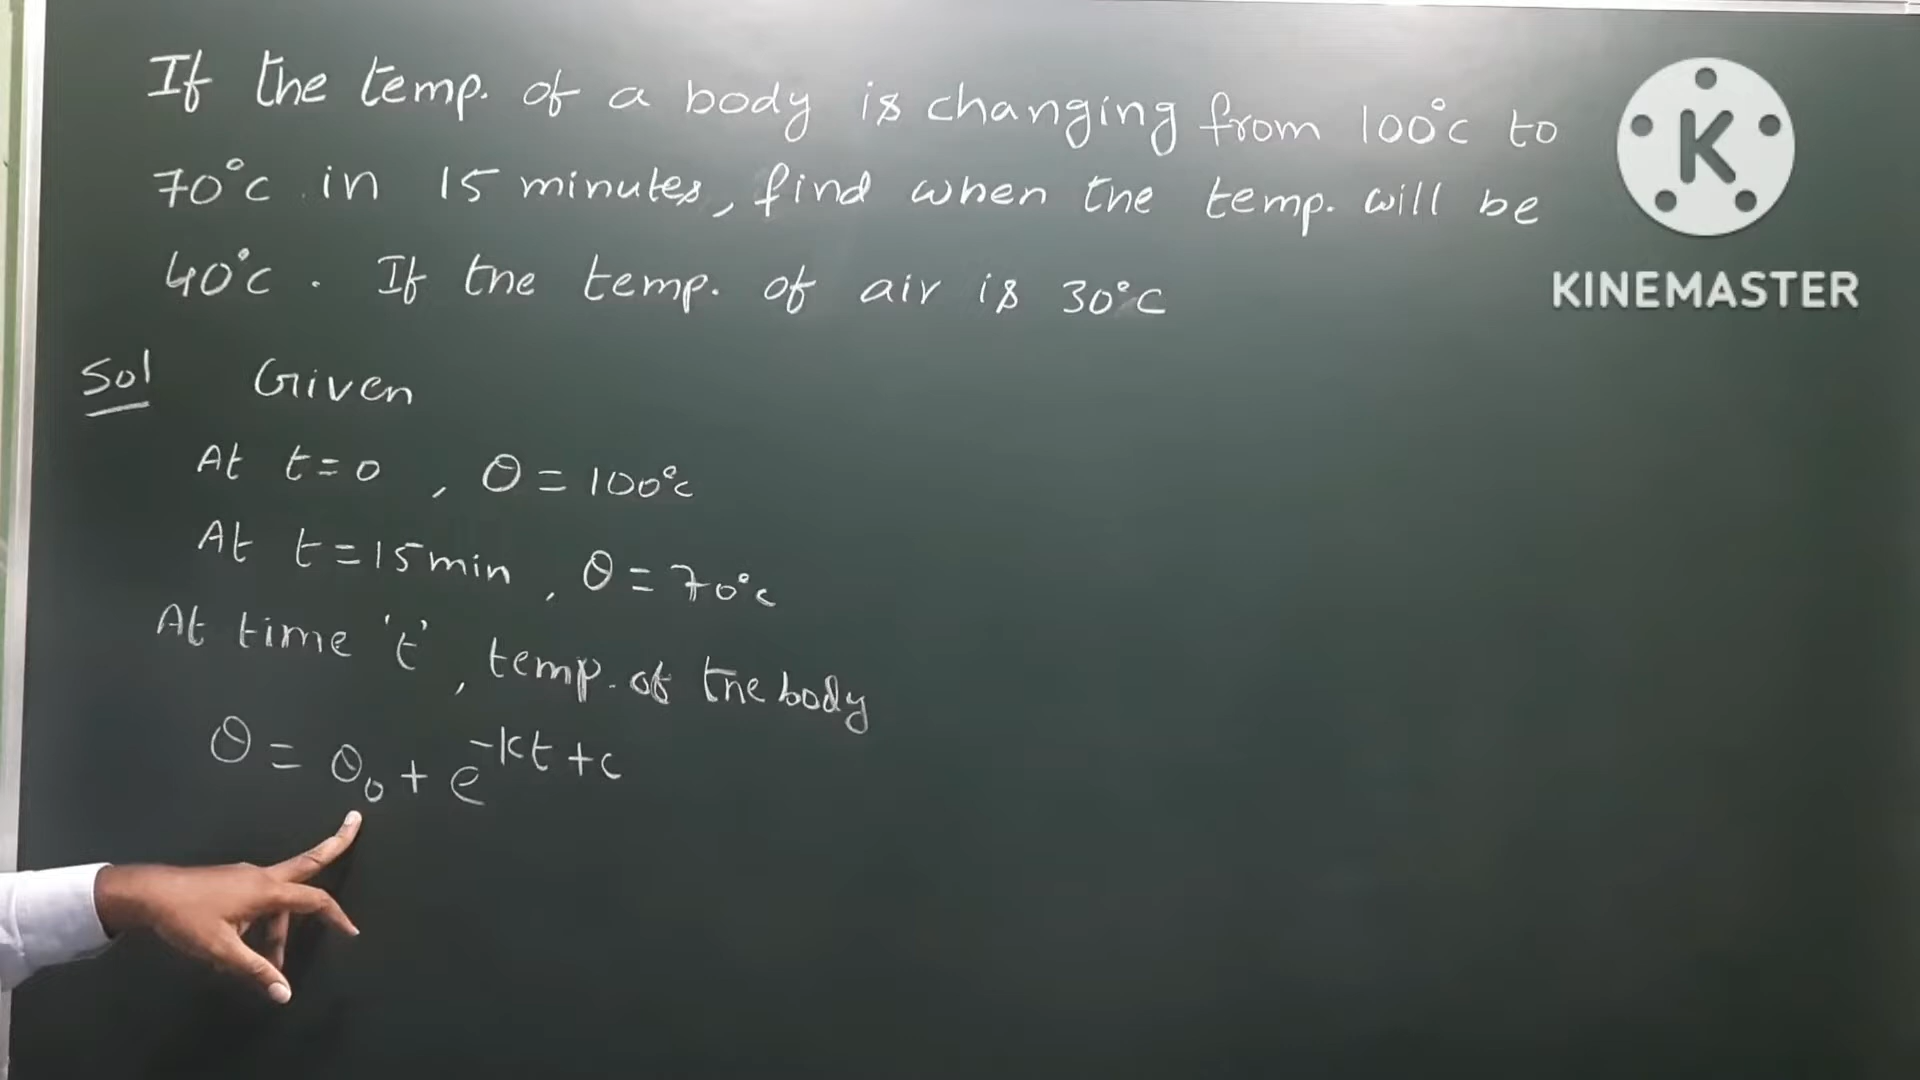 If the temp. of a body is changing from 100°c to
70°c in 15 minutes, find when the temp. will be
40°c. If the temp. of air is 30°c
Sol Given
At t=0, θ = 100°c
At t=15min, θ = 70°c
At time 't', temp. of the body
θ = θ₀ + e^{-kt+c}
K
KINEMASTER